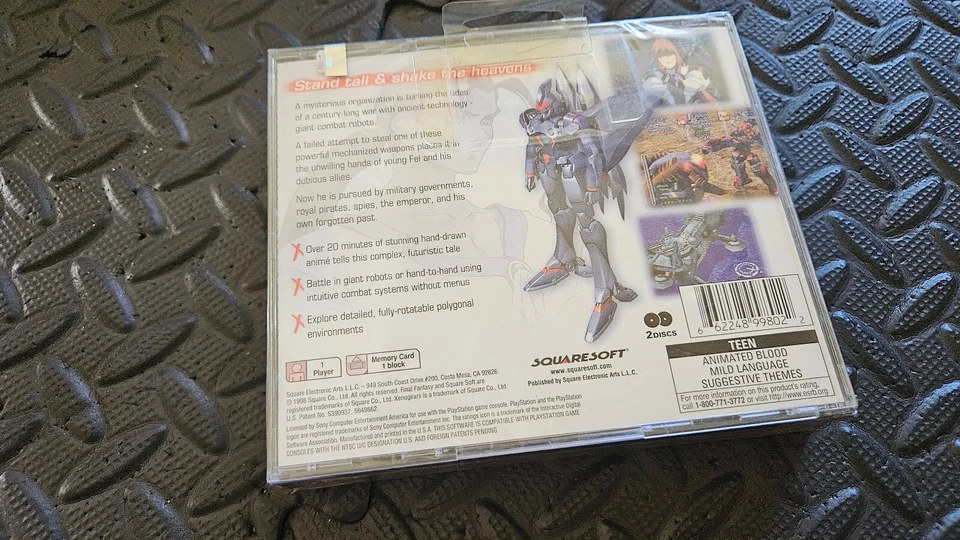 Stand tall & shake the heavens
A mysterious organization is turning the tides
of a century-long war with ancient technology -
giant combat robots.
A failed attempt to steal one of these
powerful mechanized weapons places it in
the unwilling hands of young Fei and his
dubious allies.
Now he is pursued by military governments,
royal pirates, spies, the emperor, and his
own forgotten past.
Over 20 minutes of stunning hand-drawn
animé tells this complex, futuristic tale
Battle in giant robots or hand-to-hand using
intuitive combat systems without menus
Explore detailed, fully-rotatable polygonal
environments
1
Player
Memory Card
1 block
SQUARESOFT®
www.squaresoft.com
Published by Square Electronic Arts L.L.C.
2DISCS
6 62248 99802 2
TEEN
ANIMATED BLOOD
MILD LANGUAGE
SUGGESTIVE THEMES
For more information on this product's rating,
call 1-800-771-3772 or visit http://www.esrb.org
Square Electronic Arts L.L.C. – 949 South Coast Drive #200, Costa Mesa, CA 92626
© 1998 Square Co., Ltd. All rights reserved. Final Fantasy and Square Soft are
registered trademarks of Square Co., Ltd. Xenogears is a trademark of Square Co., Ltd.
U.S. Patent No. 5390937, 5649862.
Licensed by Sony Computer Entertainment America for use with the PlayStation game console. PlayStation and the PlayStation
logos are registered trademarks of Sony Computer Entertainment Inc. The ratings icon is a trademark of the Interactive Digital
Software Association. Manufactured and printed in the U.S.A. THIS SOFTWARE IS COMPATIBLE WITH PLAYSTATION GAME
CONSOLES WITH THE NTSC U/C DESIGNATION U.S. AND FOREIGN PATENTS PENDING